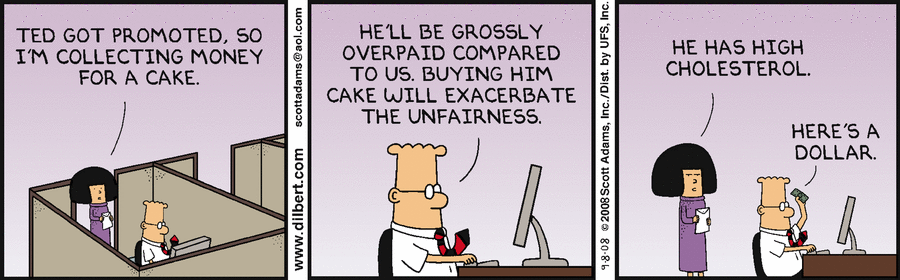 TED GOT PROMOTED, SO
I'M COLLECTING MONEY
FOR A CAKE.
www.dilbert.com scottadams@aol.com
HE'LL BE GROSSLY
OVERPAID COMPARED
TO US. BUYING HIM
CAKE WILL EXACERBATE
THE UNFAIRNESS.
9-8-08 ©2008 Scott Adams, Inc./Dist. by UFS, Inc.
HE HAS HIGH
CHOLESTEROL.
HERE'S A
DOLLAR.